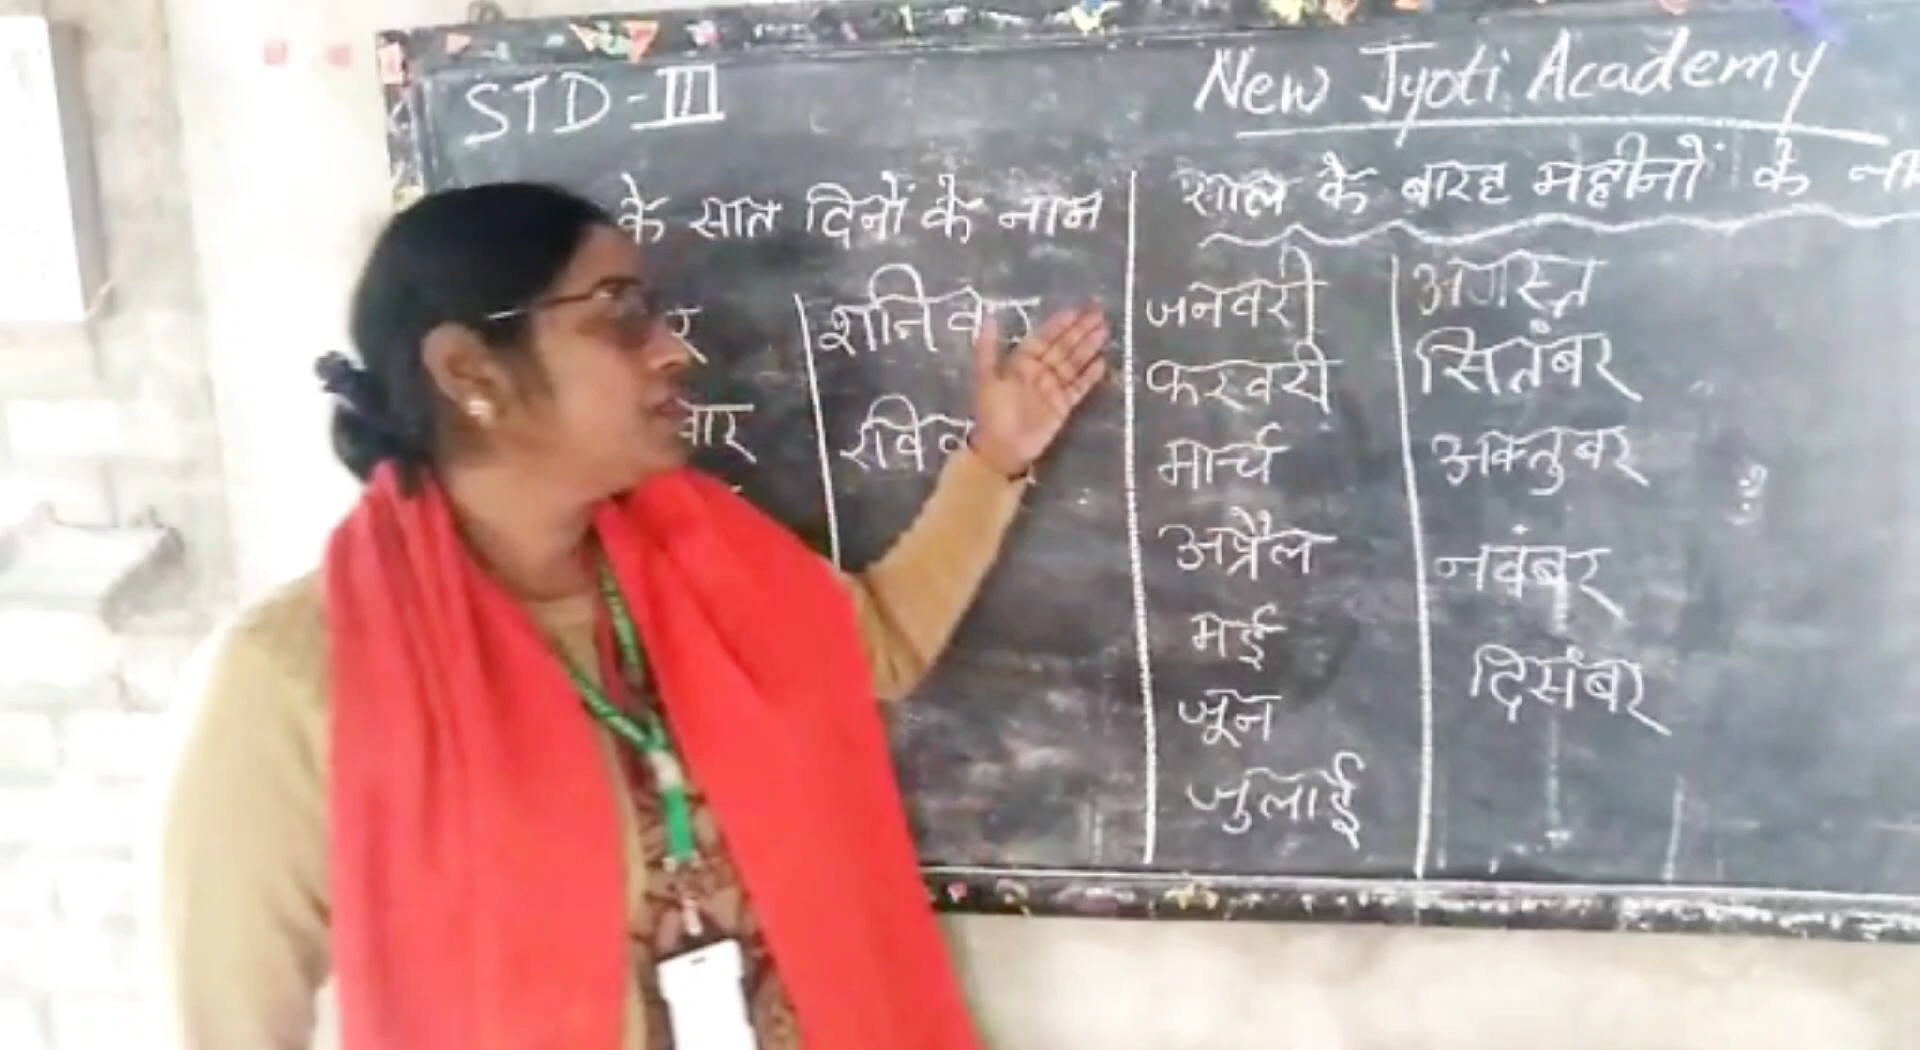 STD-III
New Jyoti Academy
के सात दिनों के नाम
शनिवार
रविव
साल के बारह महीनों के
जनवरी
फरवरी
मार्च
अप्रैल
मई
जून
जुलाई
अगस्त
सितंबर
अक्तुबर
नवंबर
दिसंबर